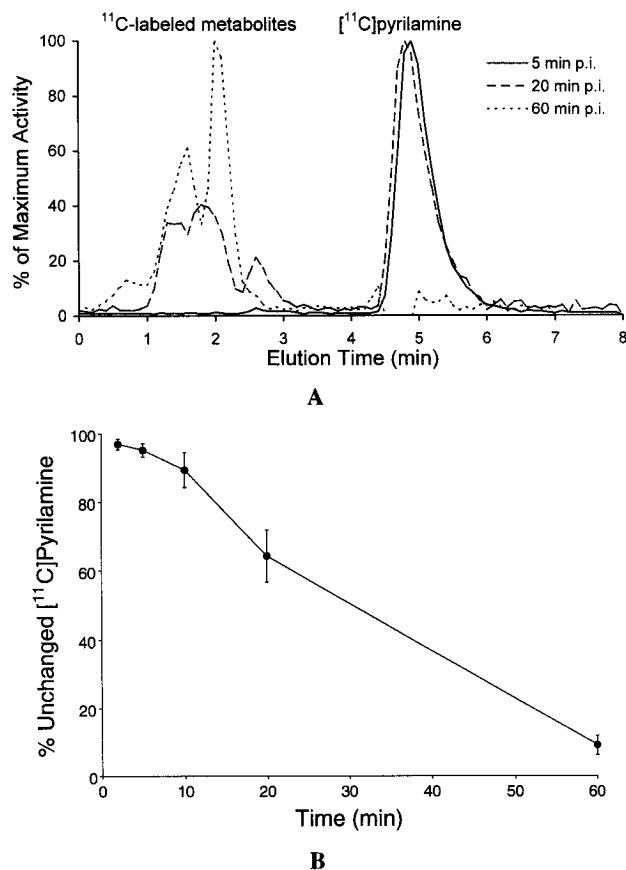 ¹¹C-labeled metabolites [¹¹C]pyrilamine
100
80
60
40
20
0
% of Maximum Activity
5 min p.i.
20 min p.i.
60 min p.i.
0 1 2 3 4 5 6 7 8
Elution Time (min)
A
100
80
60
40
20
0
% Unchanged [¹¹C]Pyrilamine
0 10 20 30 40 50 60
Time (min)
B